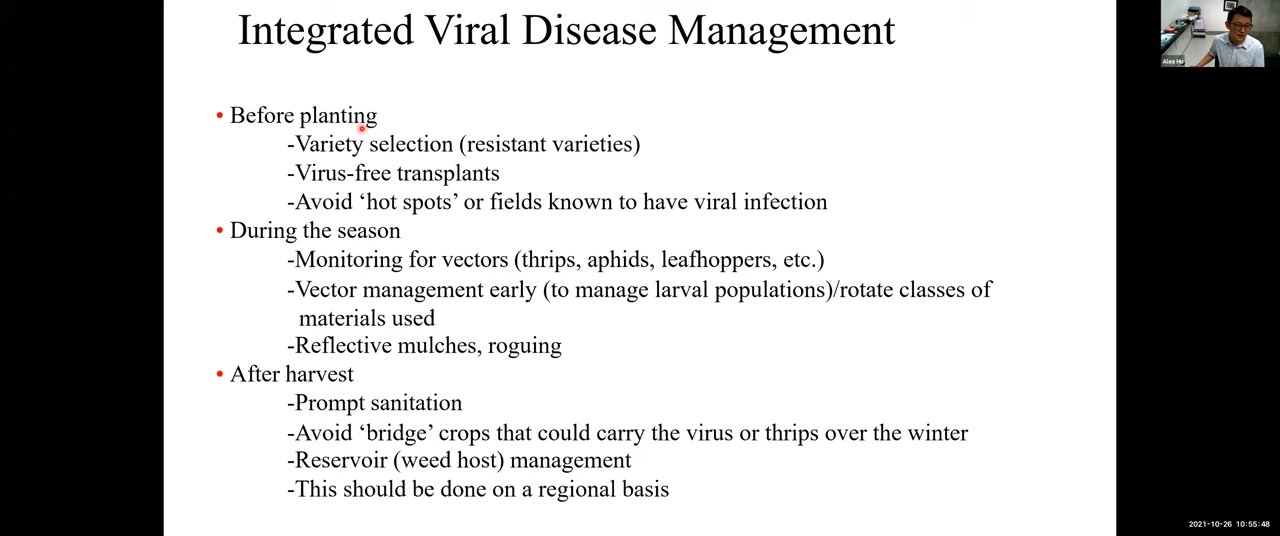 Integrated Viral Disease Management
• Before planting
-Variety selection (resistant varieties)
-Virus-free transplants
-Avoid ‘hot spots’ or fields known to have viral infection
• During the season
-Monitoring for vectors (thrips, aphids, leafhoppers, etc.)
-Vector management early (to manage larval populations)/rotate classes of
materials used
-Reflective mulches, roguing
• After harvest
-Prompt sanitation
-Avoid ‘bridge’ crops that could carry the virus or thrips over the winter
-Reservoir (weed host) management
-This should be done on a regional basis
Alex Hu
2021-10-26 10:55:48